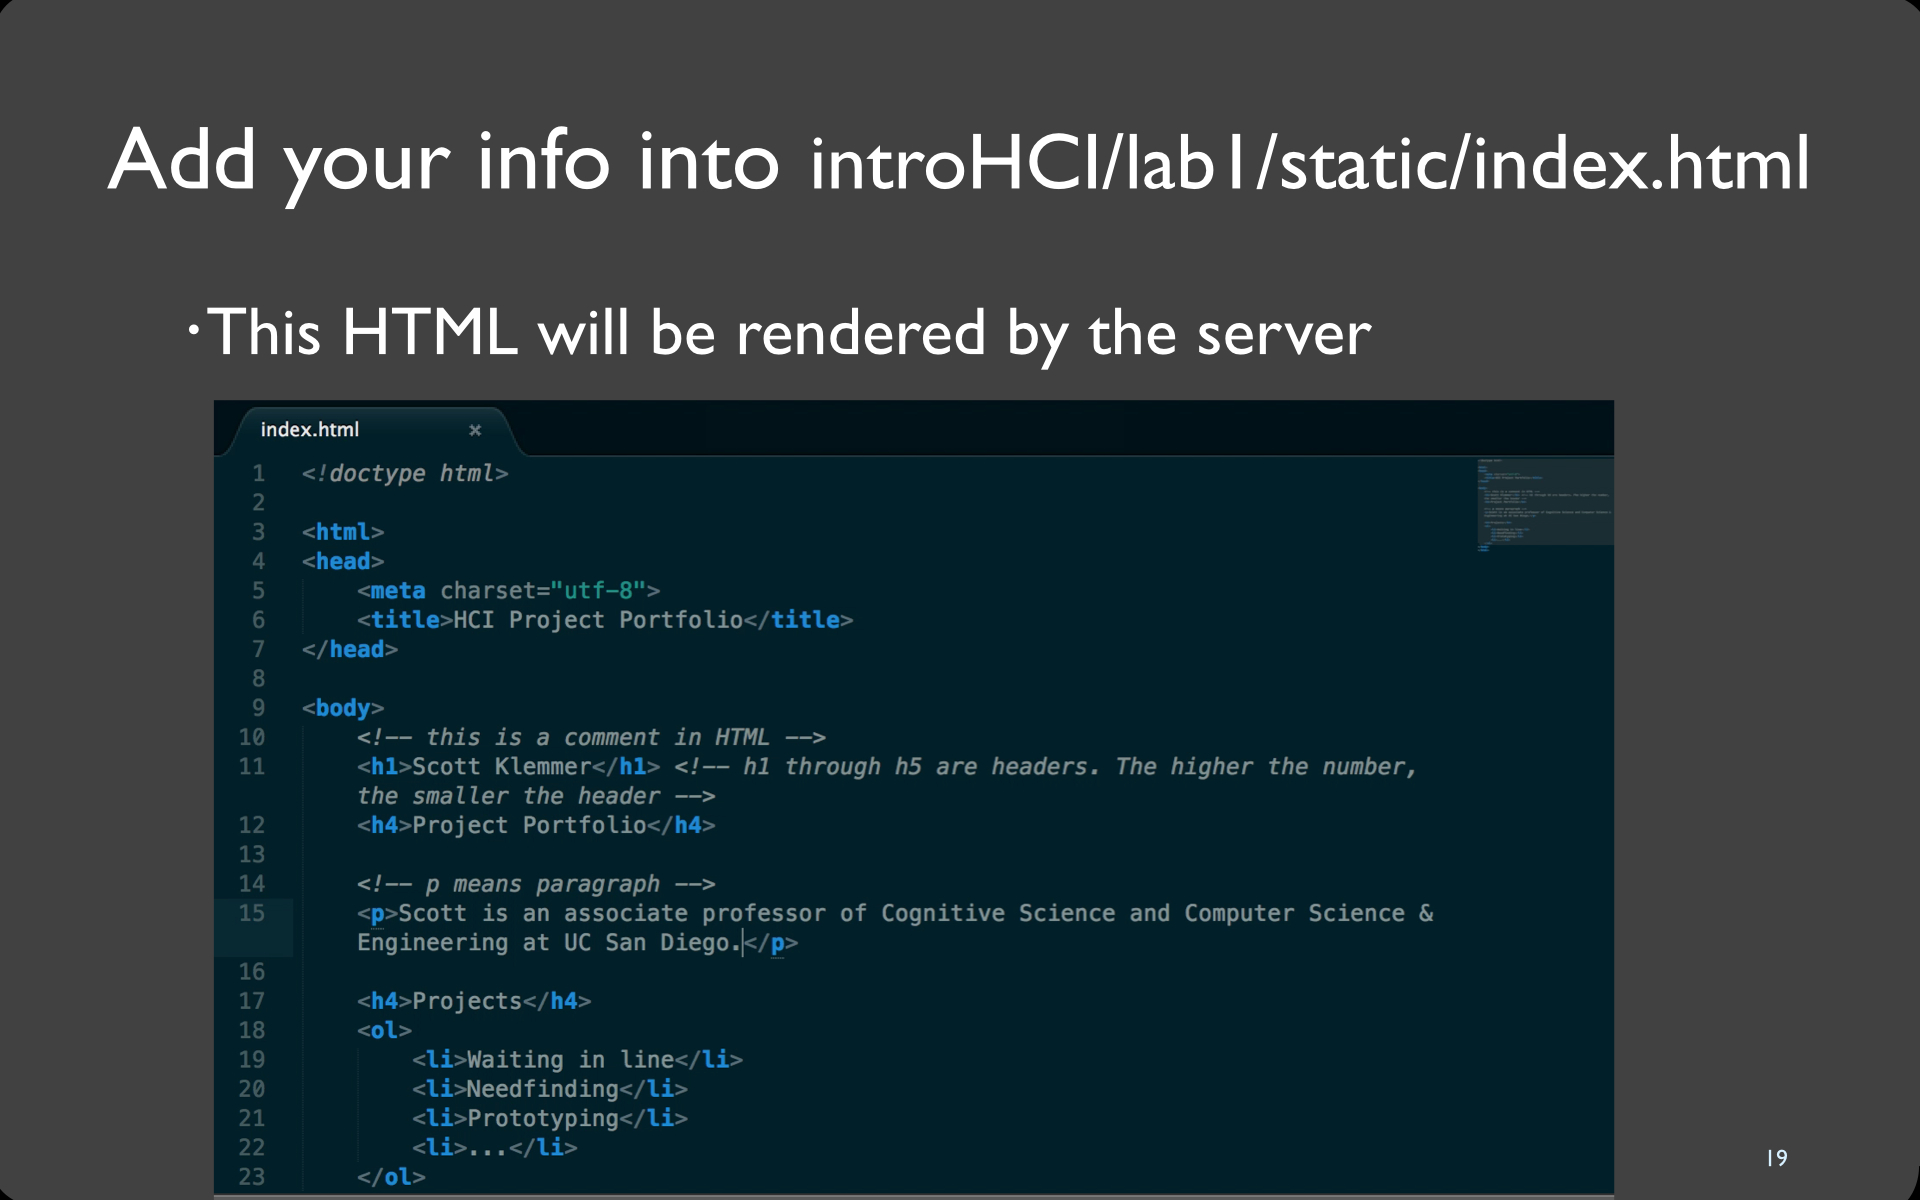 Add your info into introHCI/lab1/static/index.html
•This HTML will be rendered by the server
index.html ×
1 <!doctype html>
2
3 <html>
4 <head>
5     <meta charset="utf-8">
6     <title>HCI Project Portfolio</title>
7 </head>
8
9 <body>
10     <!-- this is a comment in HTML -->
11     <h1>Scott Klemmer</h1> <!-- h1 through h5 are headers. The higher the number,
the smaller the header -->
12     <h4>Project Portfolio</h4>
13
14     <!-- p means paragraph -->
15     <p>Scott is an associate professor of Cognitive Science and Computer Science &
Engineering at UC San Diego.</p>
16
17     <h4>Projects</h4>
18     <ol>
19         <li>Waiting in line</li>
20         <li>Needfinding</li>
21         <li>Prototyping</li>
22         <li>...</li>
23     </ol>
19